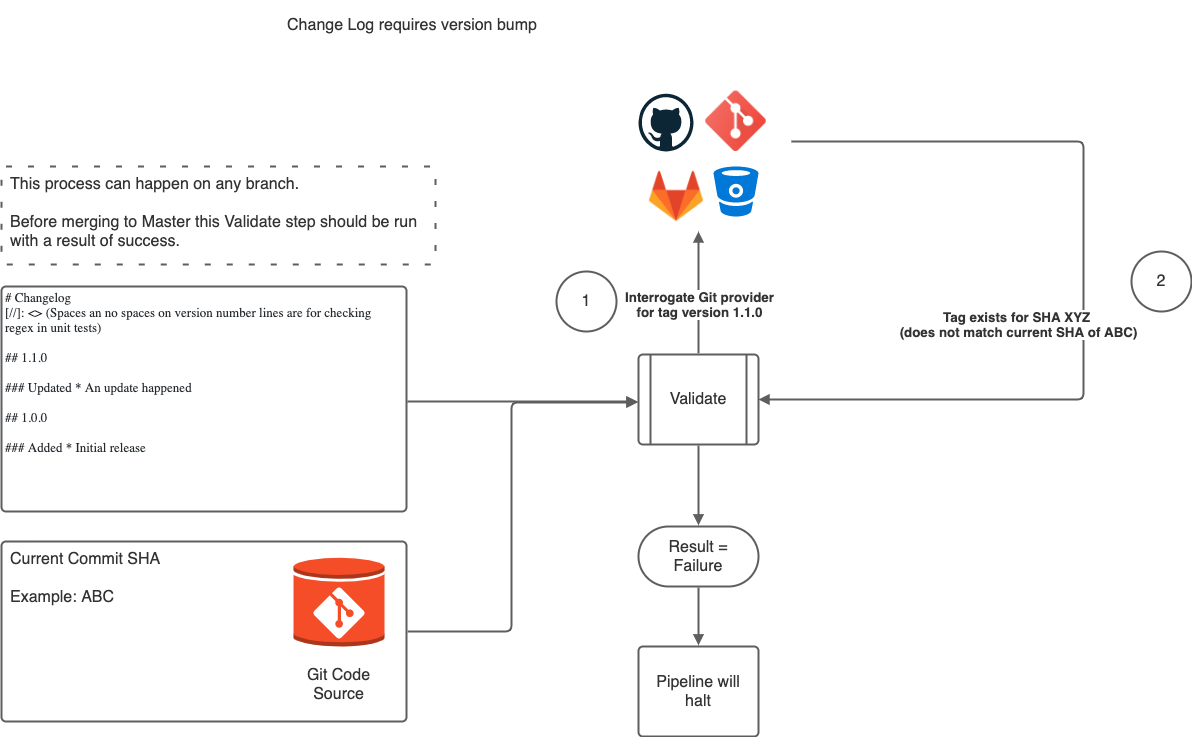 Change Log requires version bump
This process can happen on any branch.
Before merging to Master this Validate step should be run
with a result of success.
# Changelog
[//]: <> (Spaces an no spaces on version number lines are for checking
regex in unit tests)
## 1.1.0
### Updated * An update happened
## 1.0.0
### Added * Initial release
Current Commit SHA
Example: ABC
Git Code
Source
1
Interrogate Git provider
for tag version 1.1.0
2
Tag exists for SHA XYZ
(does not match current SHA of ABC)
Validate
Result =
Failure
Pipeline will
halt